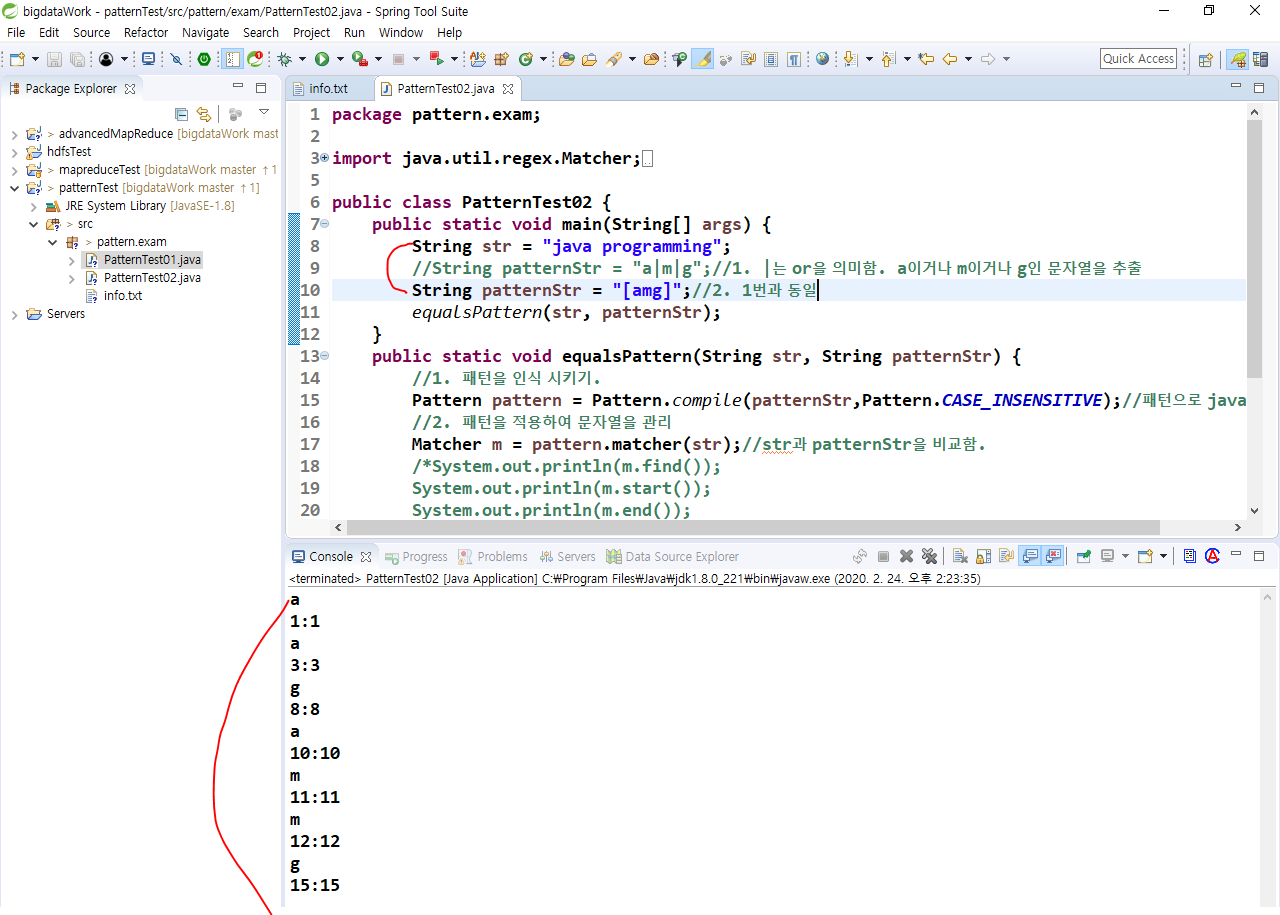 bigdataWork - patternTest/src/pattern/exam/PatternTest02.java - Spring Tool Suite
File Edit Source Refactor Navigate Search Project Run Window Help
Quick Access
Package Explorer
> advancedMapReduce [bigdataWork mast
hdfsTest
> mapreduceTest [bigdataWork master ↑1
> patternTest [bigdataWork master ↑1]
JRE System Library [JavaSE-1.8]
> src
> pattern.exam
PatternTest01.java
PatternTest02.java
info.txt
Servers
info.txt PatternTest02.java
1 package pattern.exam;
2
3 import java.util.regex.Matcher;
5
6 public class PatternTest02 {
7 public static void main(String[] args) {
8 String str = "java programming";
9 //String patternStr = "a|m|g";//1. |는 or을 의미함. a이거나 m이거나 g인 문자열을 추출
10 String patternStr = "[amg]";//2. 1번과 동일
11 equalsPattern(str, patternStr);
12 }
13 public static void equalsPattern(String str, String patternStr) {
14 //1. 패턴을 인식 시키기.
15 Pattern pattern = Pattern.compile(patternStr,Pattern.CASE_INSENSITIVE);//패턴으로 java
16 //2. 패턴을 적용하여 문자열을 관리
17 Matcher m = pattern.matcher(str);//str과 patternStr을 비교함.
18 /*System.out.println(m.find());
19 System.out.println(m.start());
20 System.out.println(m.end());
Console Progress Problems Servers Data Source Explorer
<terminated> PatternTest02 [Java Application] C:₩Program Files₩Java₩jdk1.8.0_221₩bin₩javaw.exe (2020. 2. 24. 오후 2:23:35)
a
1:1
a
3:3
g
8:8
a
10:10
m
11:11
m
12:12
g
15:15